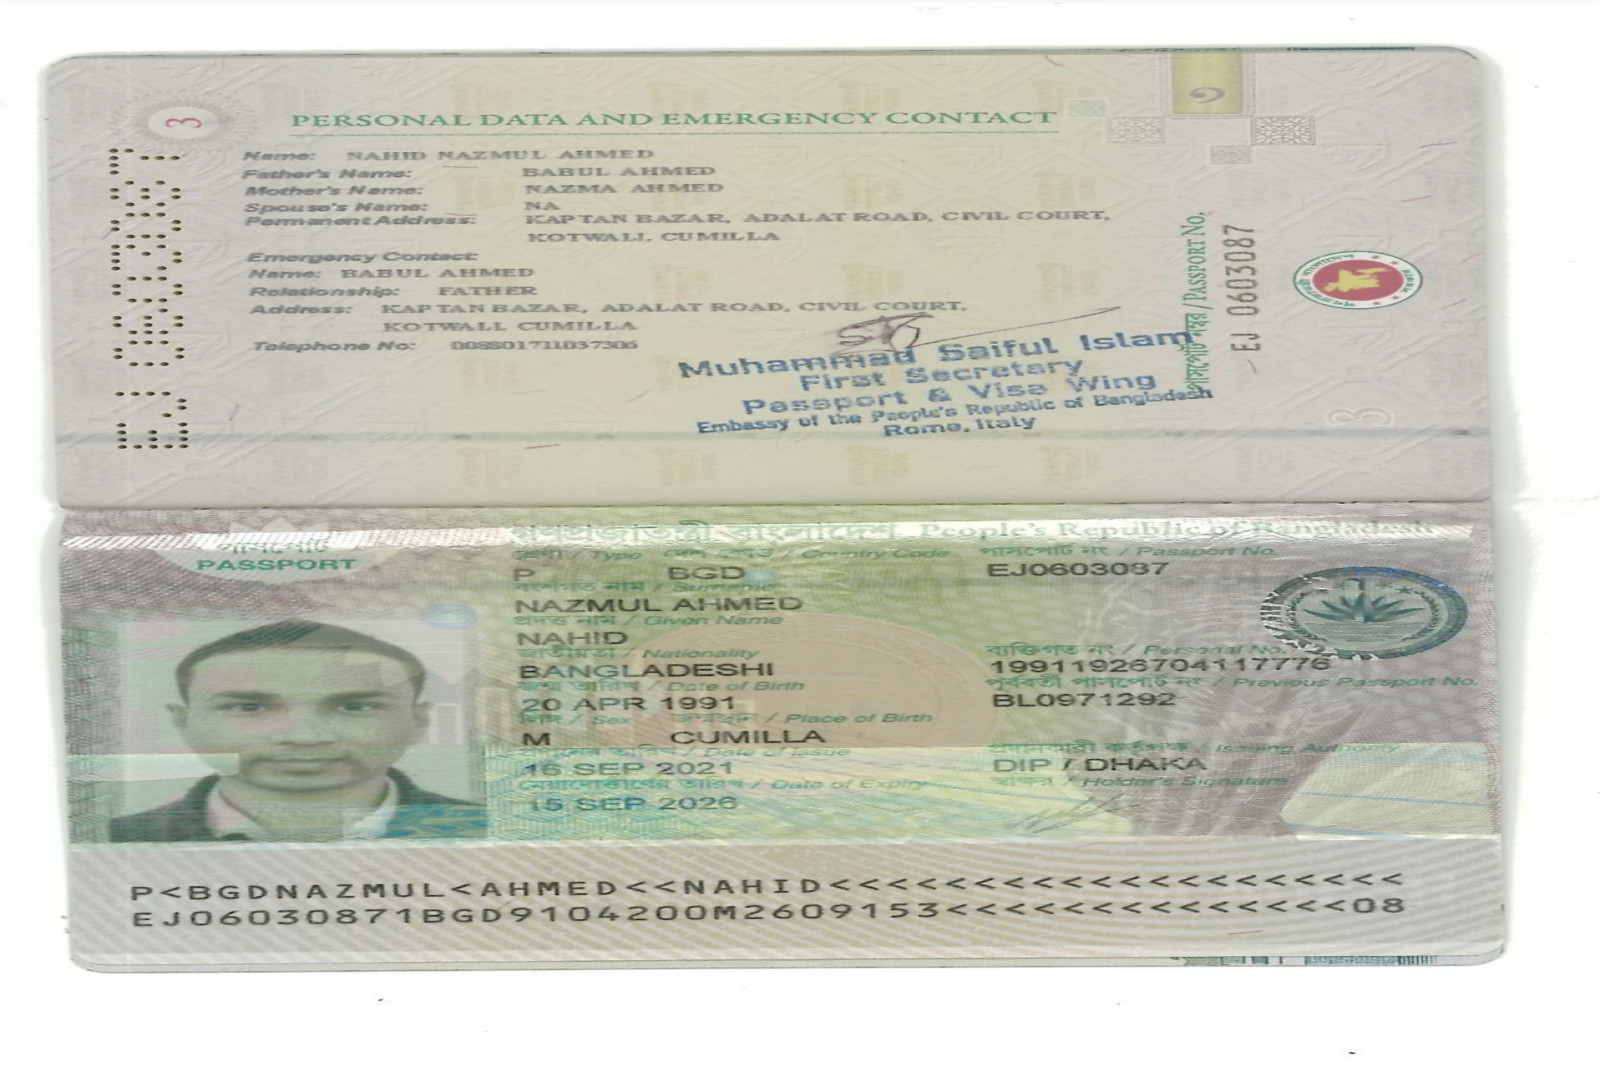 3
PERSONAL DATA AND EMERGENCY CONTACT
Name: NAHID NAZMUL AHMED
Father's Name: BABUL AHMED
Mother's Name: NAZMA AHMED
Spouse's Name: NA
Permanent Address: KAPTAN BAZAR, ADALAT ROAD, CIVIL COURT,
KOTWALI, CUMILLA
Emergency Contact:
Name: BABUL AHMED
Relationship: FATHER
Address: KAPTAN BAZAR, ADALAT ROAD, CIVIL COURT,
KOTWALI, CUMILLA
Telephone No: 008801711037306
Muhammad Saiful Islam
First Secretary
Passport & Visa Wing
Embassy of the People's Republic of Bangladesh
Rome, Italy
পাসপোর্ট নম্বর / PASSPORT No.
EJ 0603087
3
গণপ্রজাতন্ত্রী বাংলাদেশ People's Republic of Bangladesh
পাসপোর্ট
PASSPORT
শ্রেণী / Type দেশ কোড / Country Code পাসপোর্ট নং / Passport No.
P BGD EJ0603087
বংশগত নাম / Surname
NAZMUL AHMED
প্রদত্ত নাম / Given Name
NAHID
জাতীয়তা / Nationality ব্যক্তিগত নং / Personal No.
BANGLADESHI 19911926704117776
জন্ম তারিখ / Date of Birth পূর্ববর্তী পাসপোর্ট নং / Previous Passport No.
20 APR 1991 BL0971292
লিঙ্গ / Sex জন্মস্থান / Place of Birth
M CUMILLA
প্রদানের তারিখ / Date of Issue প্রদানকারী কর্তৃপক্ষ / Issuing Authority
16 SEP 2021 DIP / DHAKA
মেয়াদোত্তীর্ণের তারিখ / Date of Expiry স্বাক্ষর / Holder's Signature
15 SEP 2026
P<BGDNAZMUL<AHMED<<NAHID<<<<<<<<<<<<<<<<<<<<
EJ06030871BGD9104200M2609153<<<<<<<<<<<<<<08